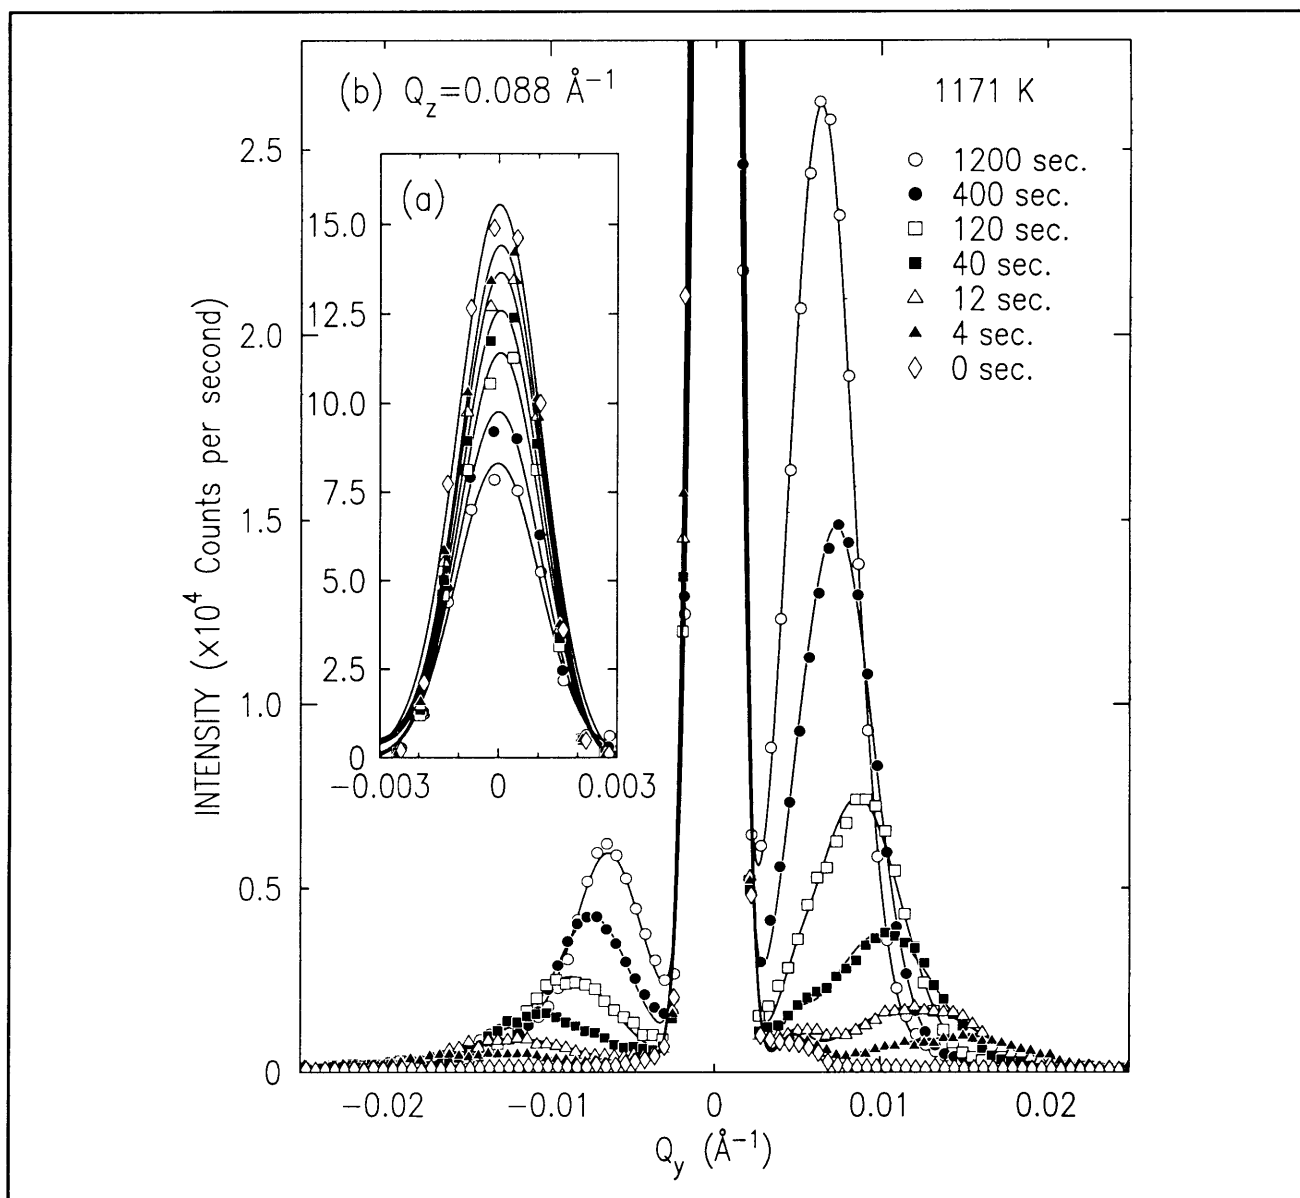 (b) Q_z=0.088 Å⁻¹
1171 K
1200 sec.
400 sec.
120 sec.
40 sec.
12 sec.
4 sec.
0 sec.
(a)
15.0
12.5
10.0
7.5
5.0
2.5
0
−0.003 0 0.003
INTENSITY (x10⁴ Counts per second)
2.5
2.0
1.5
1.0
0.5
0
−0.02 −0.01 0 0.01 0.02
Q_y (Å⁻¹)